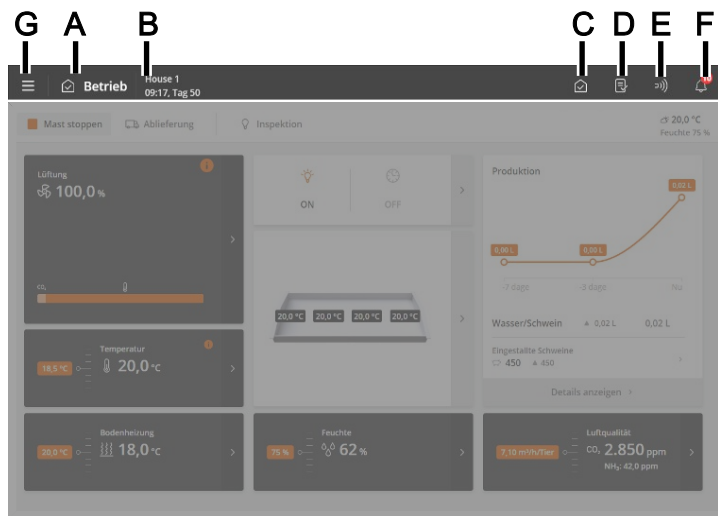 G A B C D E F
Betrieb
House 1
09:17, Tag 50
10
Mast stoppen Ablieferung Inspektion
20,0 °C
Feuchte 75 %
Lüftung
100,0 %
CO₂
ON OFF
20,0 °C 20,0 °C 20,0 °C 20,0 °C
Produktion
0,02 L
0,00 L 0,00 L
-7 dage -3 dage Nu
Wasser/Schwein 0,02 L 0,02 L
Eingestallte Schweine
450 450
Details anzeigen
Temperatur
18,5 °C 20,0 °C
Bodenheizung
20,0 °C 18,0 °C
Feuchte
75 % 62 %
Luftqualität
7,10 m³/h/Tier CO₂ 2.850 ppm
NH₃: 42,0 ppm